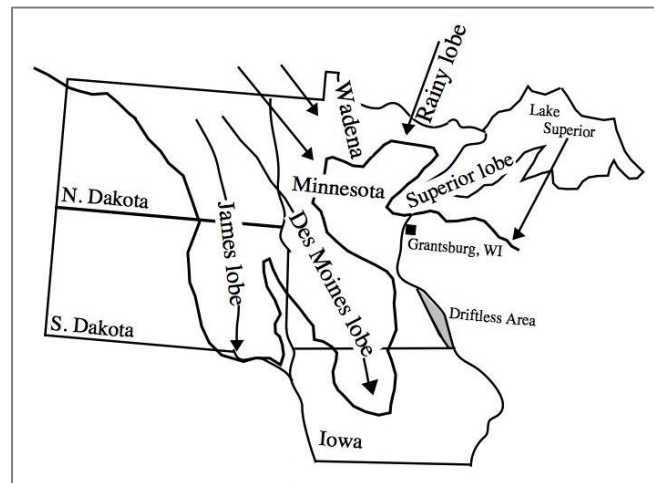 Rainy lobe
Wadena
Lake
Superior
Superior lobe
Minnesota
N. Dakota
James lobe
Des Moines lobe
Grantsburg, WI
S. Dakota
Driftless Area
Iowa